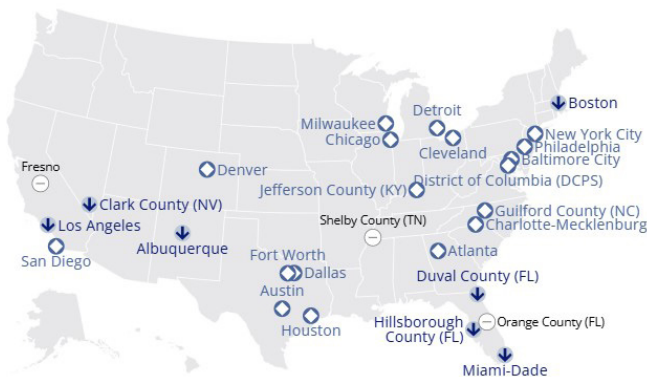 Boston
Detroit
Milwaukee
Chicago
Cleveland
New York City
Philadelphia
Baltimore City
District of Columbia (DCPS)
Fresno
Denver
Jefferson County (KY)
Clark County (NV)
Los Angeles
San Diego
Albuquerque
Shelby County (TN)
Guilford County (NC)
Charlotte-Mecklenburg
Atlanta
Fort Worth
Dallas
Austin
Houston
Duval County (FL)
Hillsborough
County (FL)
Orange County (FL)
Miami-Dade